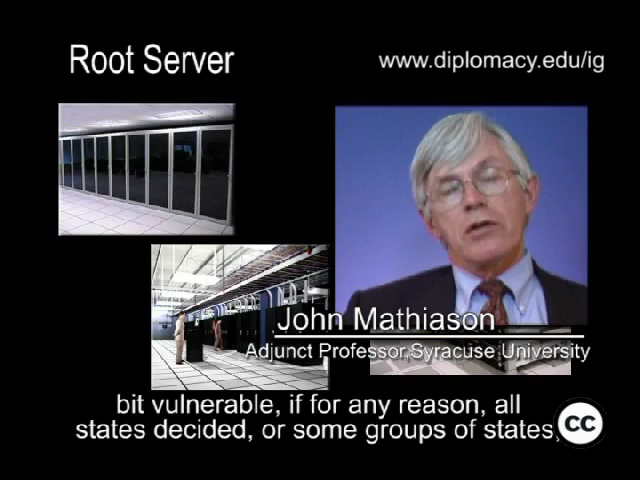 Root Server
www.diplomacy.edu/ig
John Mathiason
Adjunct Professor,Syracuse University
bit vulnerable, if for any reason, all
states decided, or some groups of states,
cc